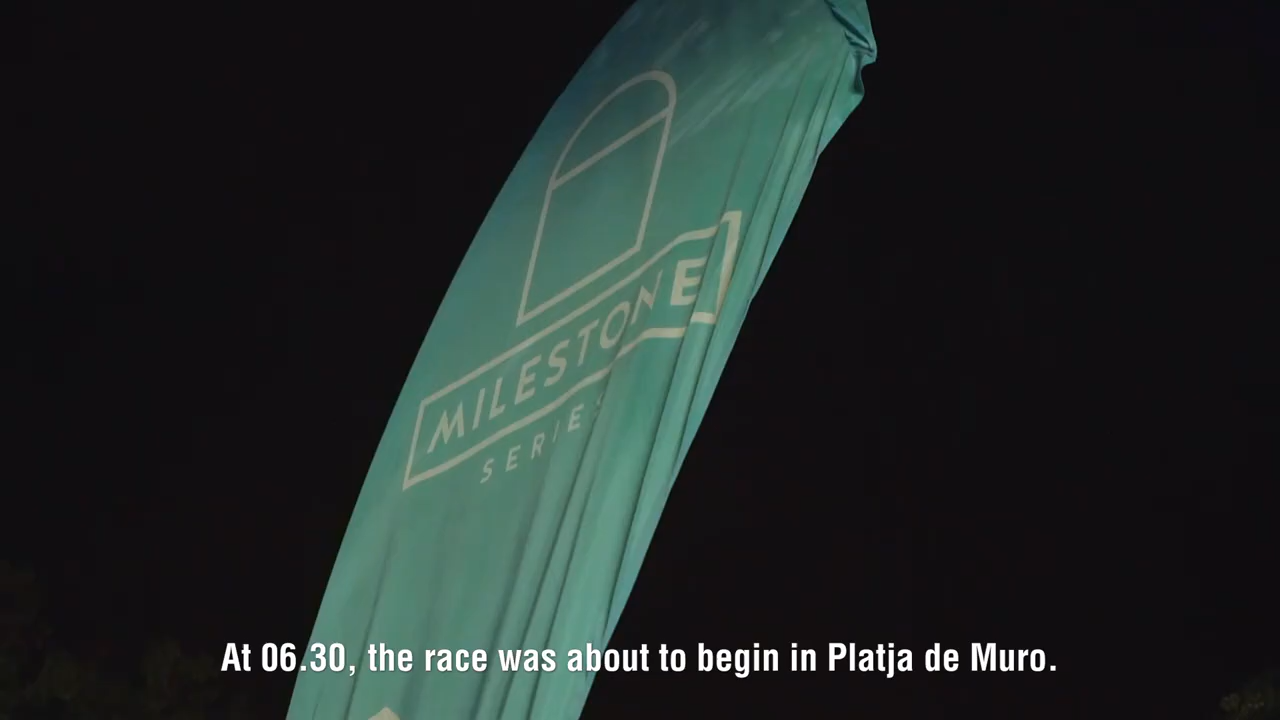 MILESTONE
SERIES
At 06.30, the race was about to begin in Platja de Muro.